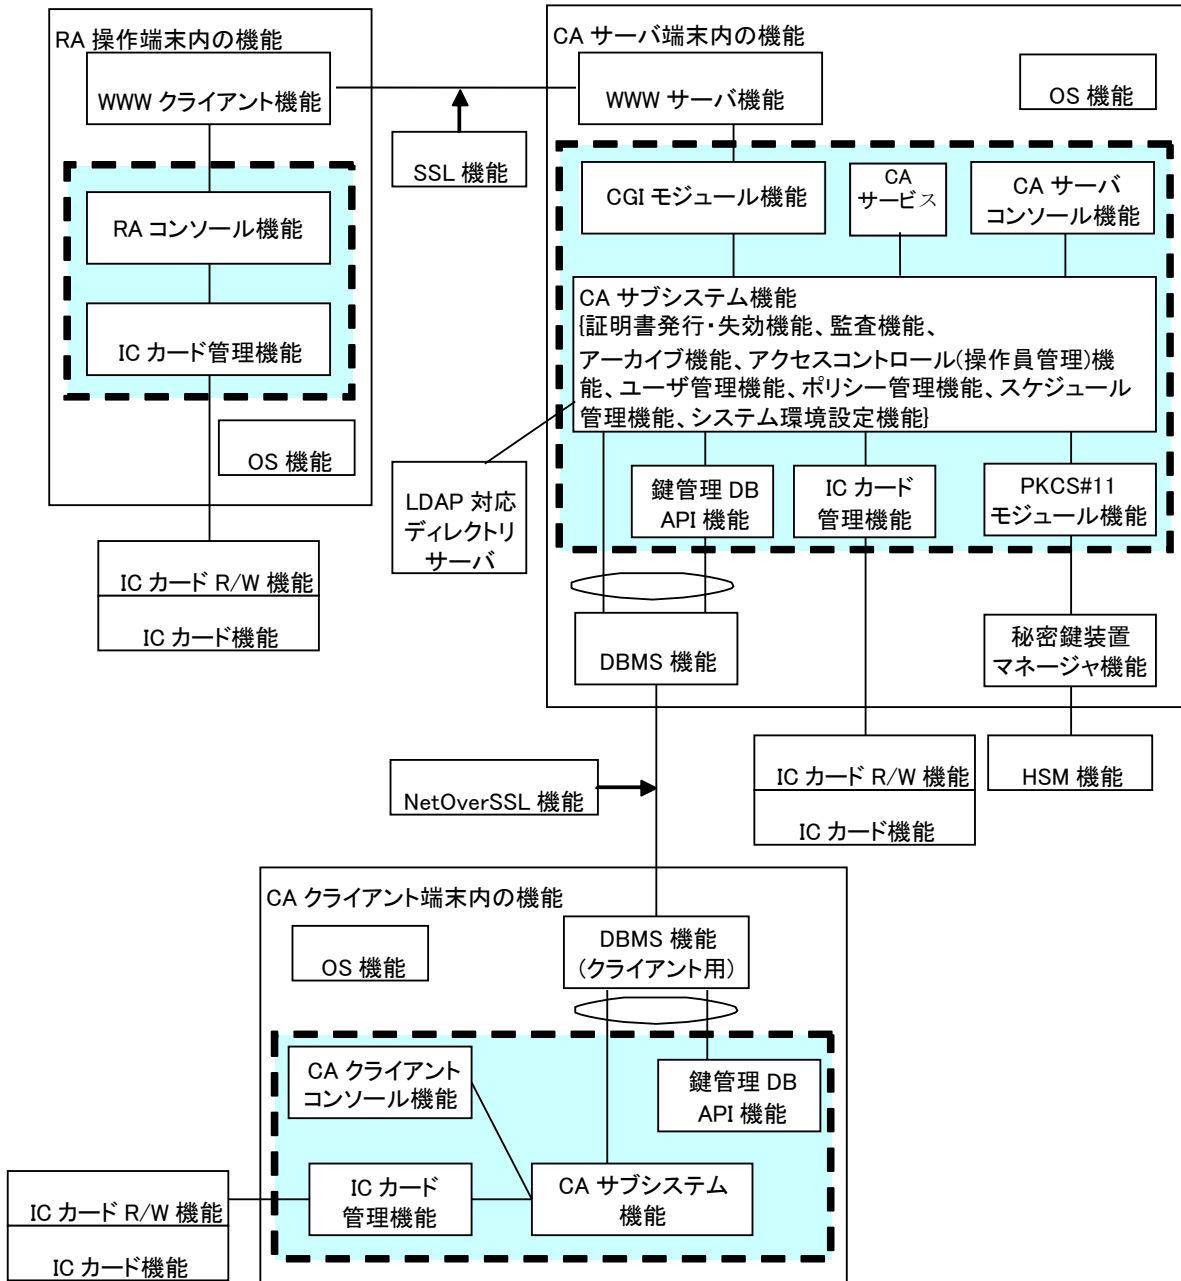 RA 操作端末内の機能
WWW クライアント機能
RA コンソール機能
IC カード管理機能
OS 機能
IC カード R/W 機能
IC カード機能
SSL 機能
CA サーバ端末内の機能
WWW サーバ機能
OS 機能
CGI モジュール機能
CA
サービス
CA サーバ
コンソール機能
CA サブシステム機能
{証明書発行・失効機能、監査機能、
アーカイブ機能、アクセスコントロール(操作員管理)機
能、ユーザ管理機能、ポリシー管理機能、スケジュール
管理機能、システム環境設定機能}
LDAP 対応
ディレクトリ
サーバ
鍵管理 DB
API 機能
IC カード
管理機能
PKCS#11
モジュール機能
DBMS 機能
秘密鍵装置
マネージャ機能
IC カード R/W 機能
IC カード機能
HSM 機能
NetOverSSL 機能
CA クライアント端末内の機能
OS 機能
DBMS 機能
(クライアント用)
CA クライアント
コンソール機能
鍵管理 DB
API 機能
IC カード
管理機能
CA サブシステム
機能
IC カード R/W 機能
IC カード機能